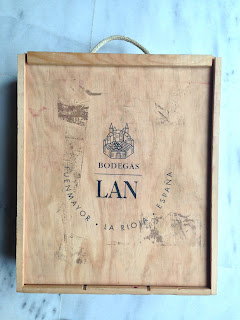 BODEGAS
LAN
FUENMAYOR · LA RIOJA · ESPAÑA